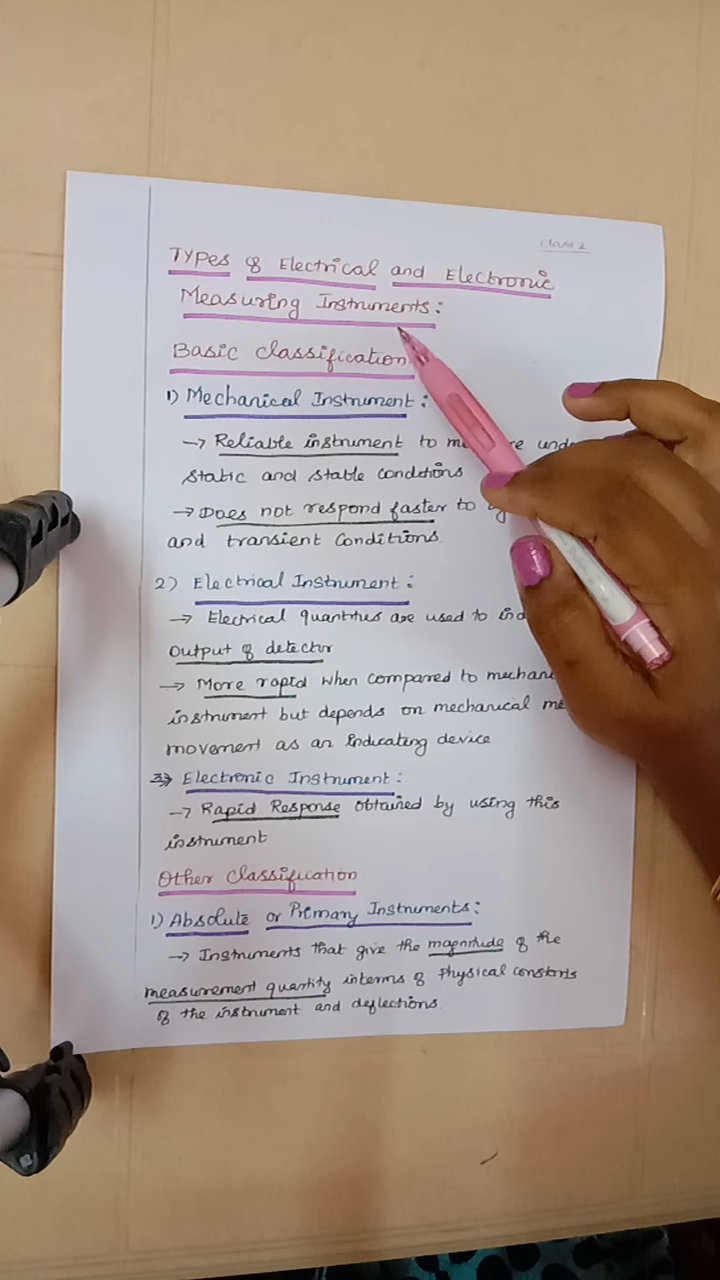 Class 2
Types of Electrical and Electronic
Measuring Instruments:
Basic Classification
1) Mechanical Instrument:
→ Reliable instrument to
static and stable conditions
→ Does not respond faster to
and transient Conditions.
2) Electrical Instrument:
→ Electrical quantities are used to
Output of detector
→ More rapid when compared to
instrument but depends on mechanical
movement as an indicating device.
3) Electronic Instrument:
→ Rapid Response obtained by using this
instrument
Other Classification
1) Absolute or Primary Instruments:
→ Instruments that give the magnitude of the
measurement quantity interms of physical
of the instrument and deflections.